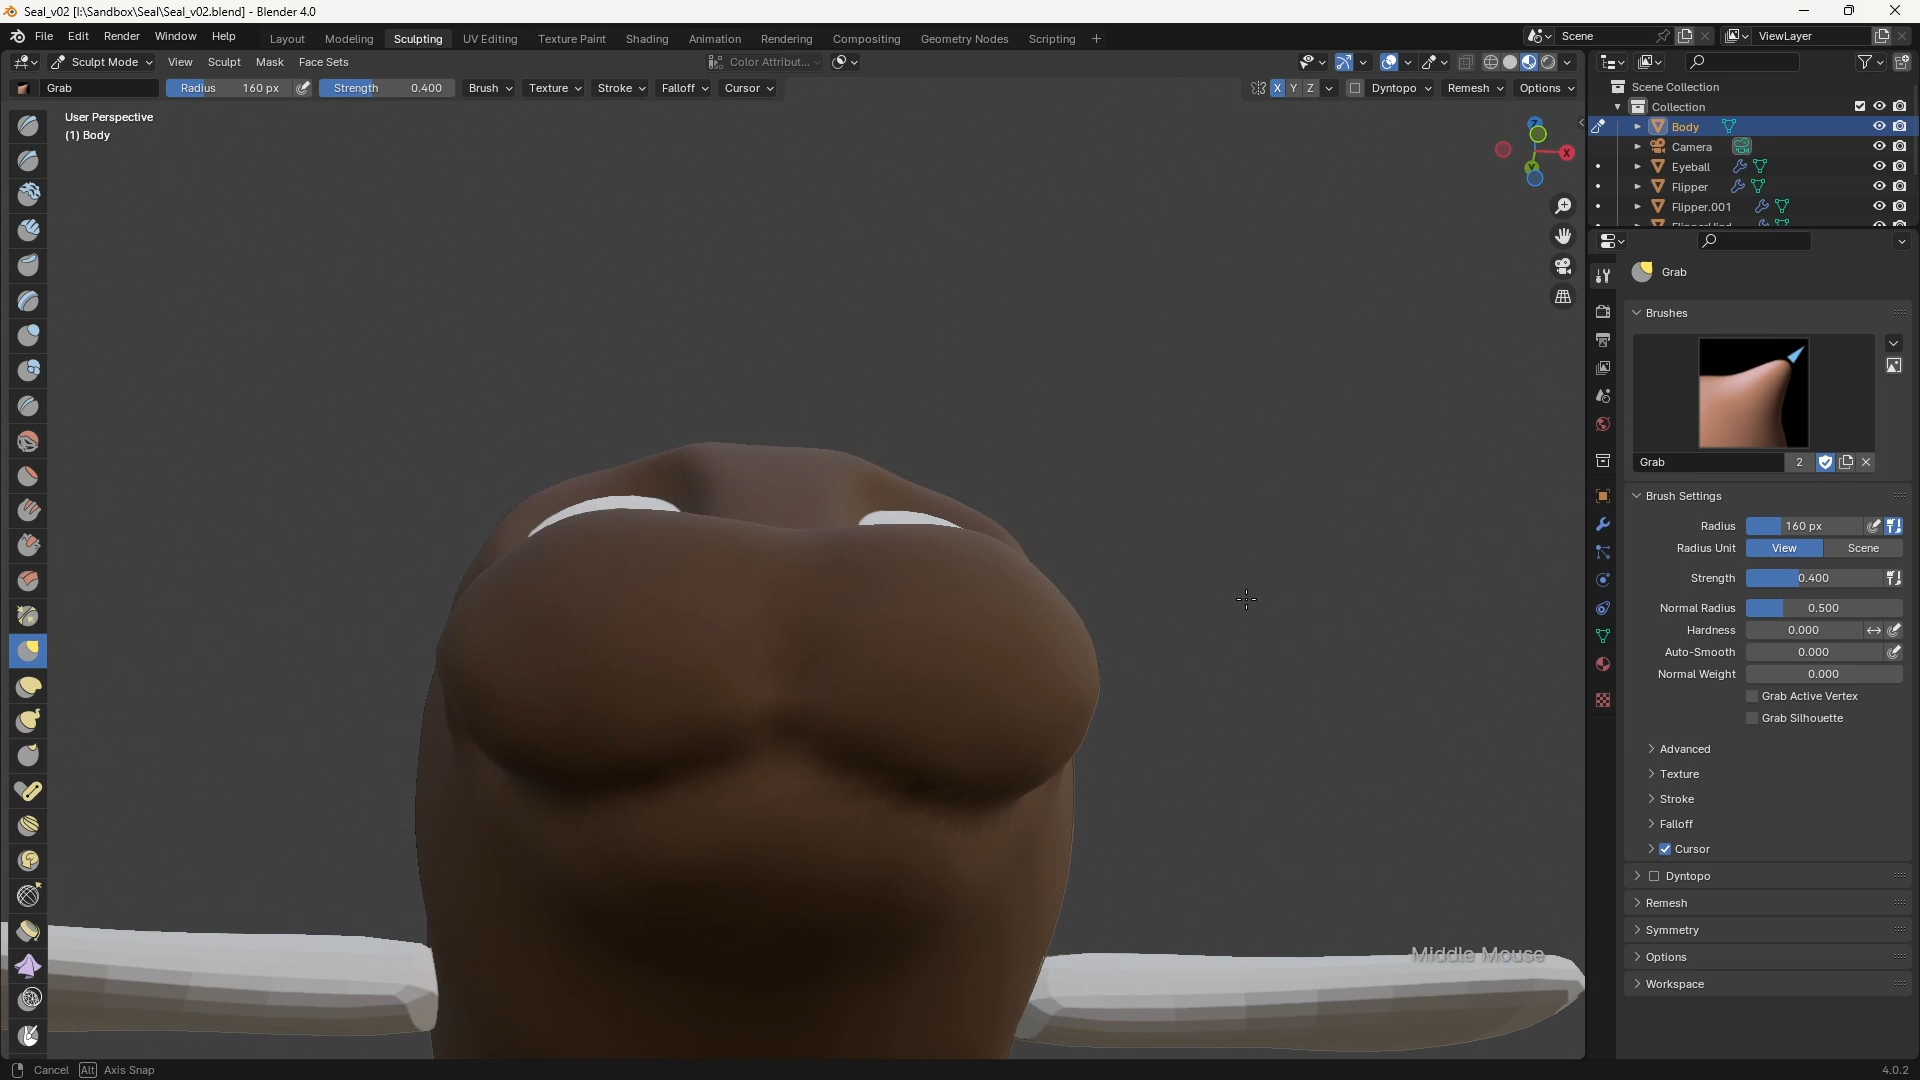 Seal_v02 [I:\Sandbox\Seal\Seal_v02.blend] - Blender 4.0
File Edit Render Window Help Layout Modeling Sculpting UV Editing Texture Paint Shading Animation Rendering Compositing Geometry Nodes Scripting + Scene ViewLayer
Sculpt Mode View Sculpt Mask Face Sets Color Attribut...
Grab Radius 160 px Strength 0.400 Brush Texture Stroke Falloff Cursor X Y Z Dyntopo Remesh Options
User Perspective
(1) Body
Z
X
Y
Scene Collection
Collection
Body
Camera
Eyeball
Flipper
Flipper.001
Grab
Brushes
Grab 2
Brush Settings
Radius 160 px
Radius Unit View Scene
Strength 0.400
Normal Radius 0.500
Hardness 0.000
Auto-Smooth 0.000
Normal Weight 0.000
Grab Active Vertex
Grab Silhouette
Advanced
Texture
Stroke
Falloff
Cursor
Dyntopo
Remesh
Symmetry
Options
Workspace
Middle Mouse
Cancel Alt Axis Snap
4.0.2